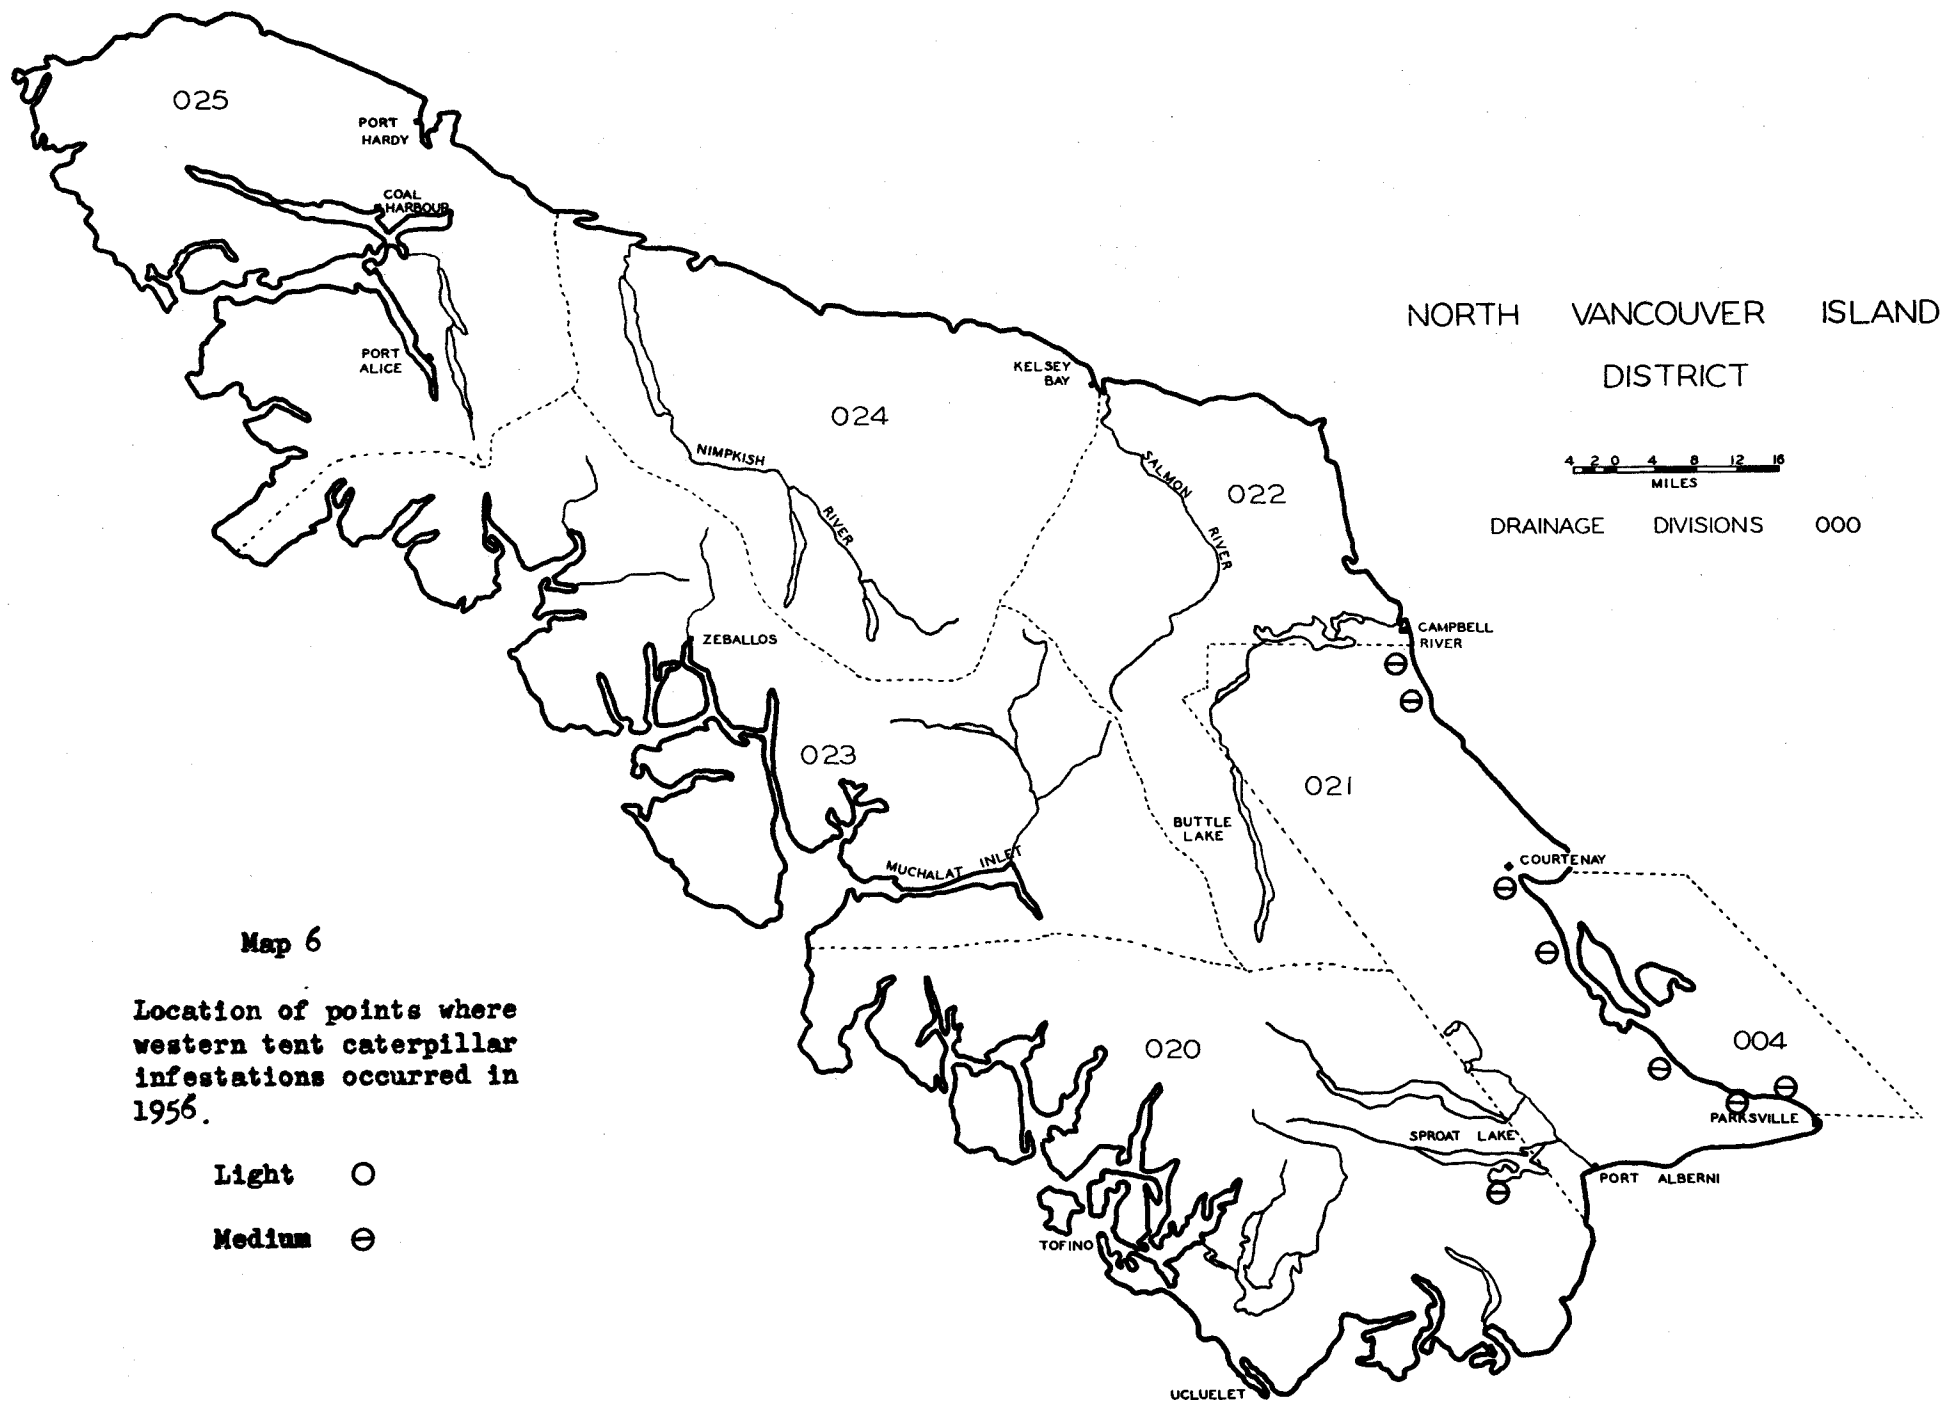 NORTH VANCOUVER ISLAND
DISTRICT
4 2 0 4 8 12 16
MILES
DRAINAGE DIVISIONS 000
025
PORT
HARDY
COAL
HARBOUR
PORT
ALICE
024
KELSEY
BAY
NIMPKISH
RIVER
SALMON
RIVER
022
CAMPBELL
RIVER
ZEBALLOS
023
021
BUTTLE
LAKE
COURTENAY
MUCHALAT INLET
004
020
PARKSVILLE
SPROAT LAKE
PORT ALBERNI
TOFINO
UCLUELET
Map 6
Location of points where
western tent caterpillar
infestations occurred in
1956.
Light
Medium